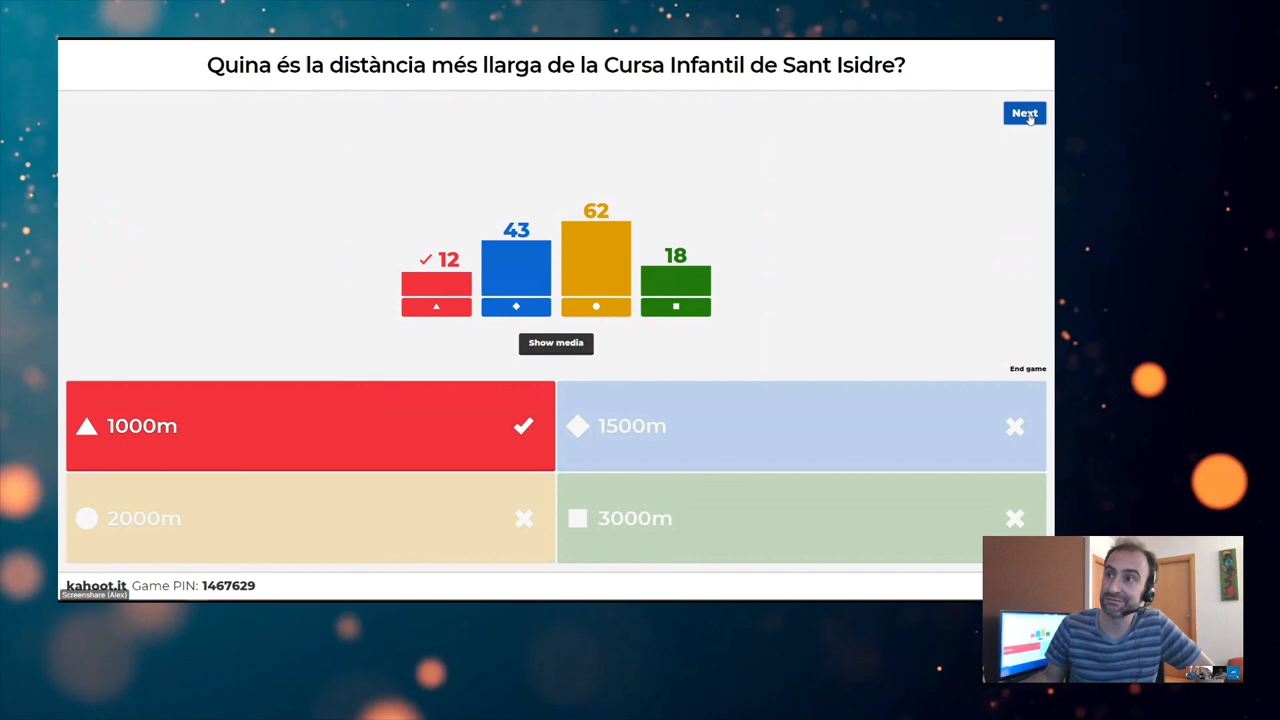 Quina és la distància més llarga de la Cursa Infantil de Sant Isidre?
Next
12
43
62
18
Show media
End game
1000m
1500m
2000m
3000m
kahoot.it Game PIN: 1467629
Screenshare (Alex)